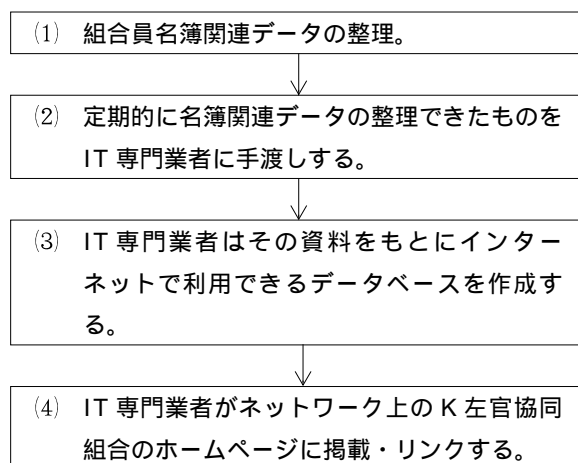 ⑴ 組合員名簿関連データの整理。
⑵ 定期的に名簿関連データの整理できたものを
IT 専門業者に手渡しする。
⑶ IT 専門業者はその資料をもとにインター
ネットで利用できるデータベースを作成す
る。
⑷ IT 専門業者がネットワーク上の K 左官協同
組合のホームページに掲載・リンクする。